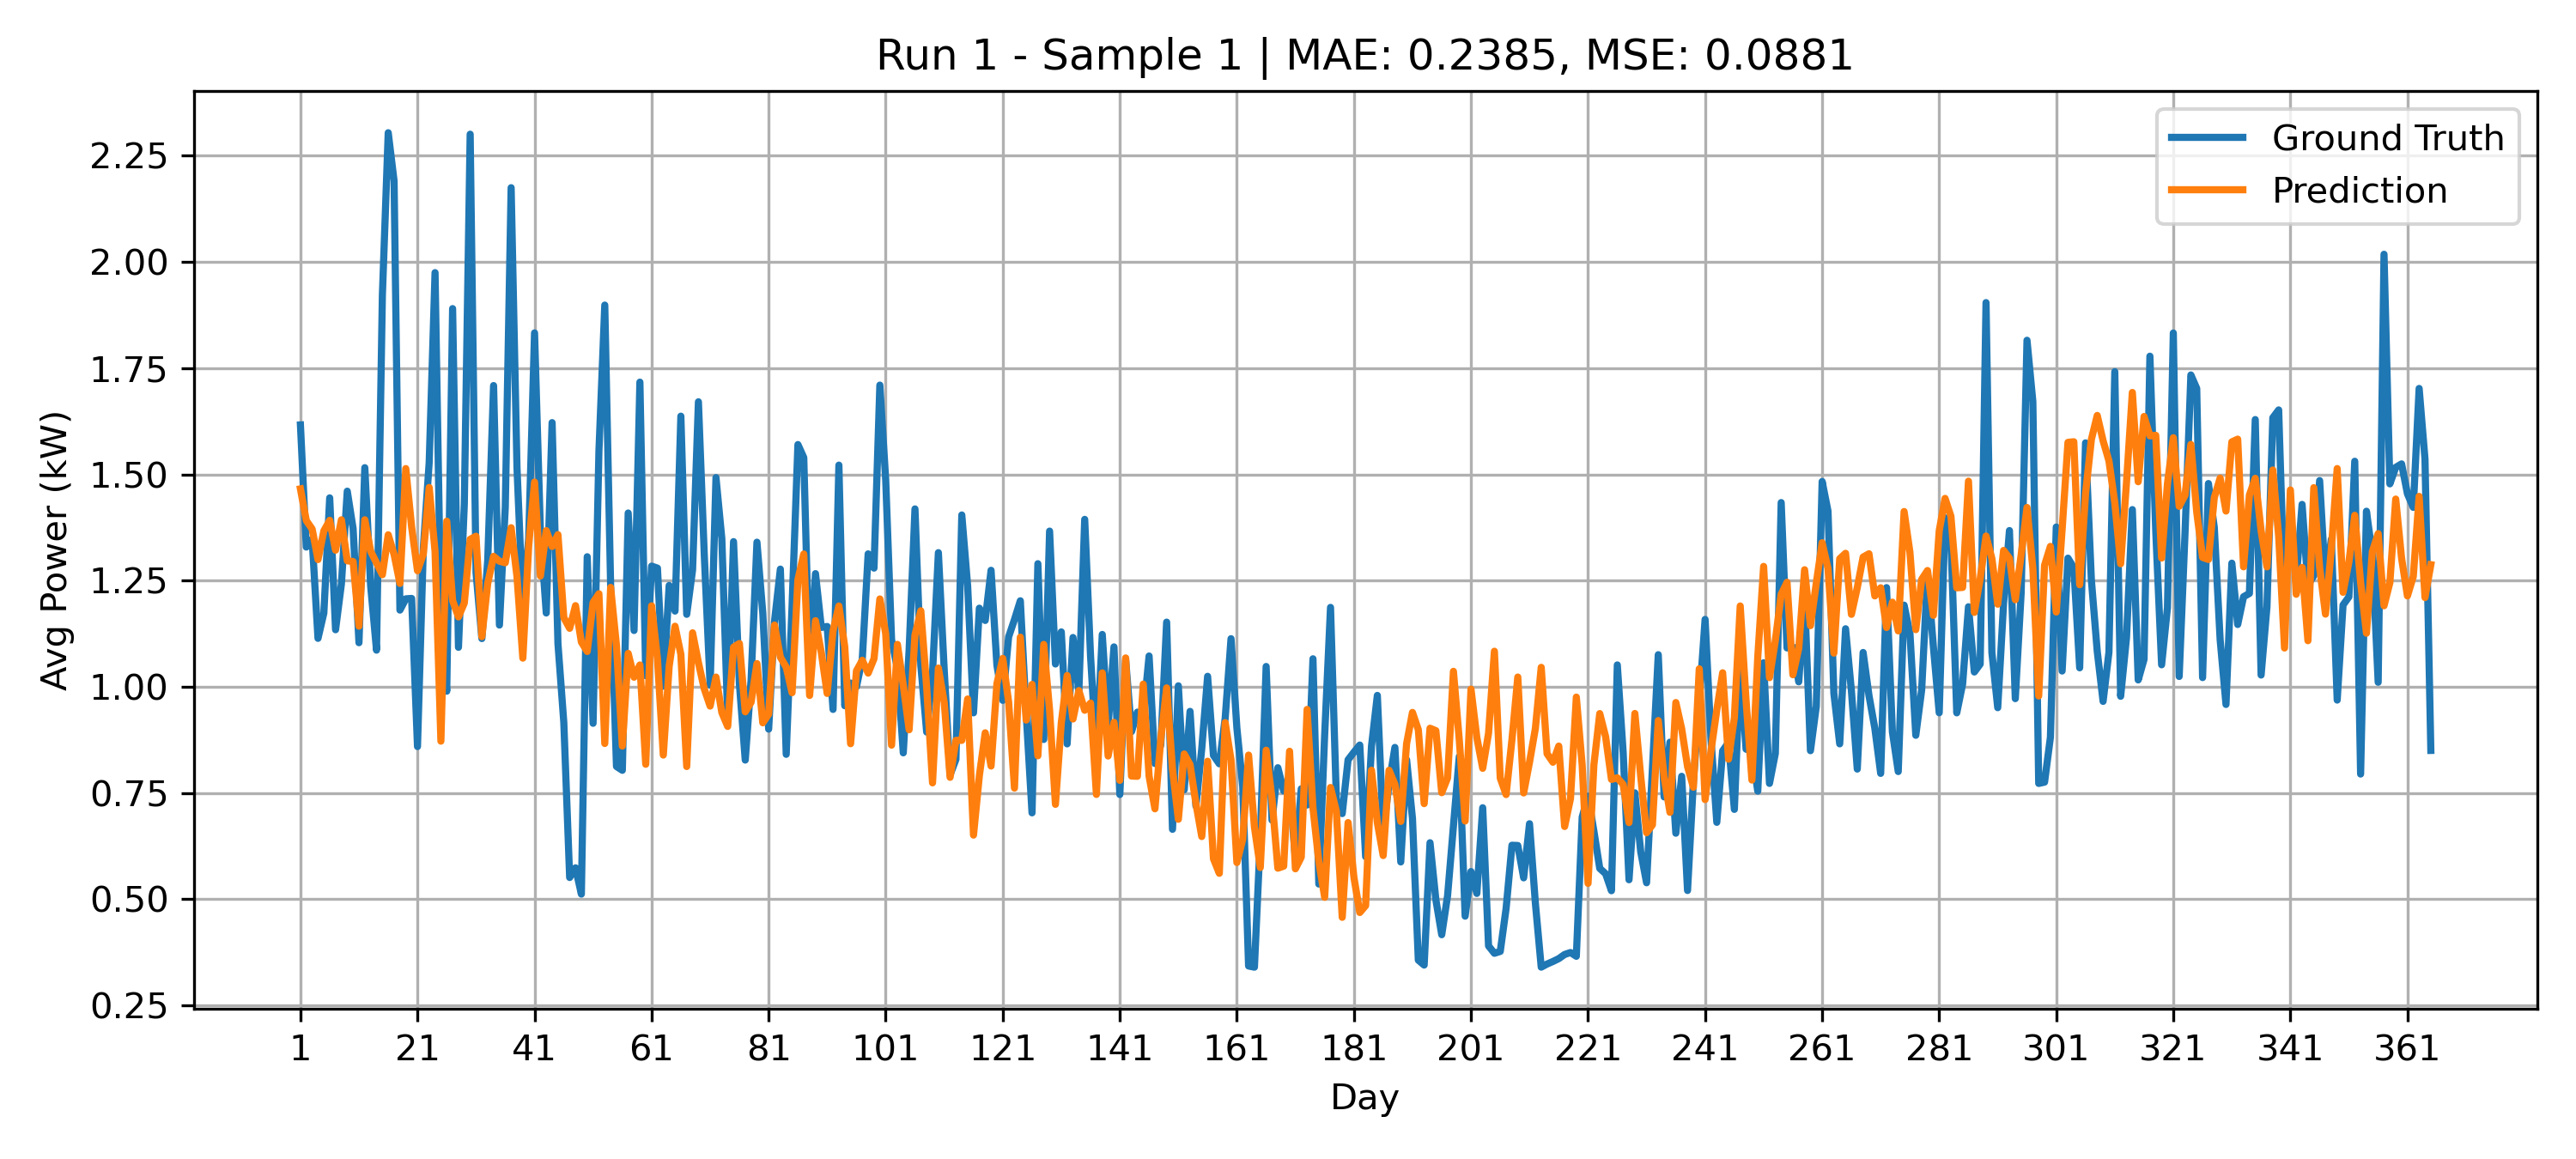 Run 1 - Sample 1 | MAE: 0.2385, MSE: 0.0881
Ground Truth
Prediction
Avg Power (kW)
2.25
2.00
1.75
1.50
1.25
1.00
0.75
0.50
0.25
1 21 41 61 81 101 121 141 161 181 201 221 241 261 281 301 321 341 361
Day